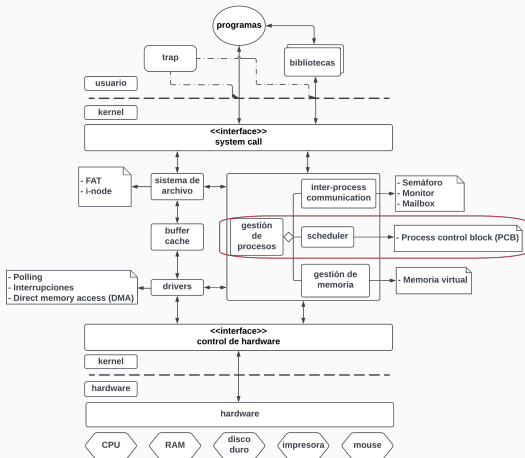 programas
trap
bibliotecas
usuario
kernel
<<interface>>
system call
- FAT
- i-node
sistema de
archivo
inter-process
communication
- Semáforo
- Monitor
- Mailbox
buffer
cache
gestión
de
procesos
scheduler
- Process control block (PCB)
- Polling
- Interrupciones
- Direct memory access (DMA)
drivers
gestión de
memoria
- Memoria virtual
<<interface>>
control de hardware
kernel
hardware
hardware
CPU
RAM
disco
duro
impresora
mouse